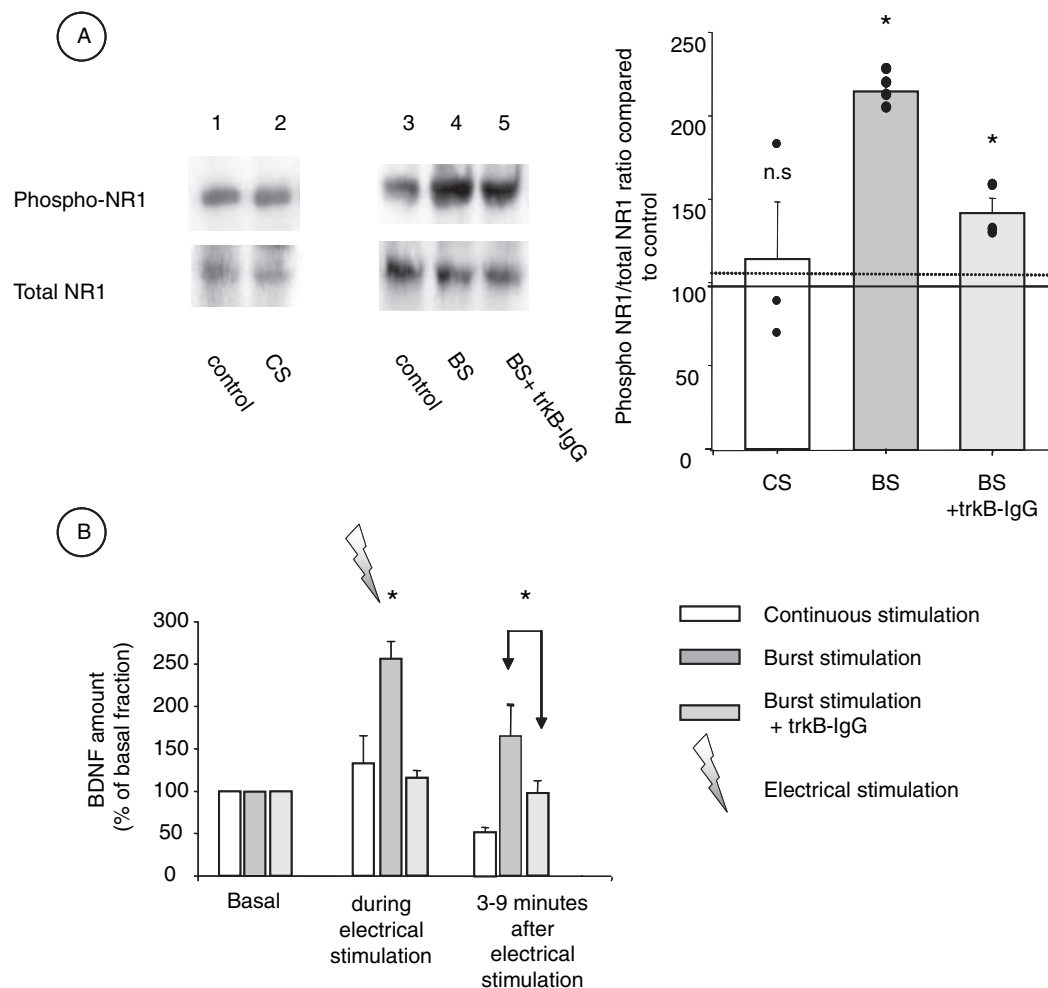 A
1 2 3 4 5
Phospho-NR1
Total NR1
control
CS
control
BS
BS+ trkB-IgG
Phospho NR1/total NR1 ratio compared
to control
250
200
150
100
50
0
*
n.s
*
CS
BS
BS
+trkB-IgG
B
BDNF amount
(% of basal fraction)
300
250
200
150
100
50
0
*
*
Basal
during
electrical
stimulation
3-9 minutes
after
electrical
stimulation
Continuous stimulation
Burst stimulation
Burst stimulation
+ trkB-IgG
Electrical stimulation